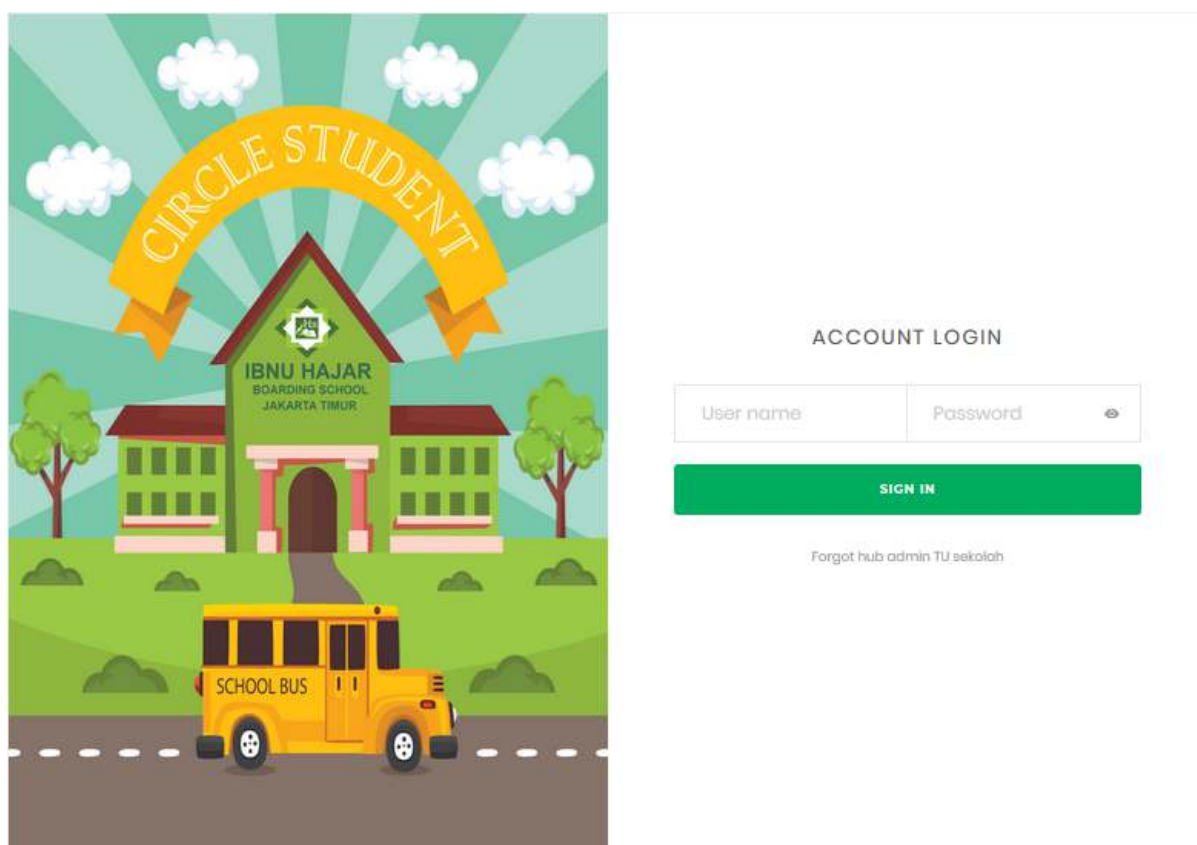 CIRCLE STUDENT
IBNU HAJAR
BOARDING SCHOOL
JAKARTA TIMUR
SCHOOL BUS
ACCOUNT LOGIN
User name Password
SIGN IN
Forgot hub admin TU sekolah